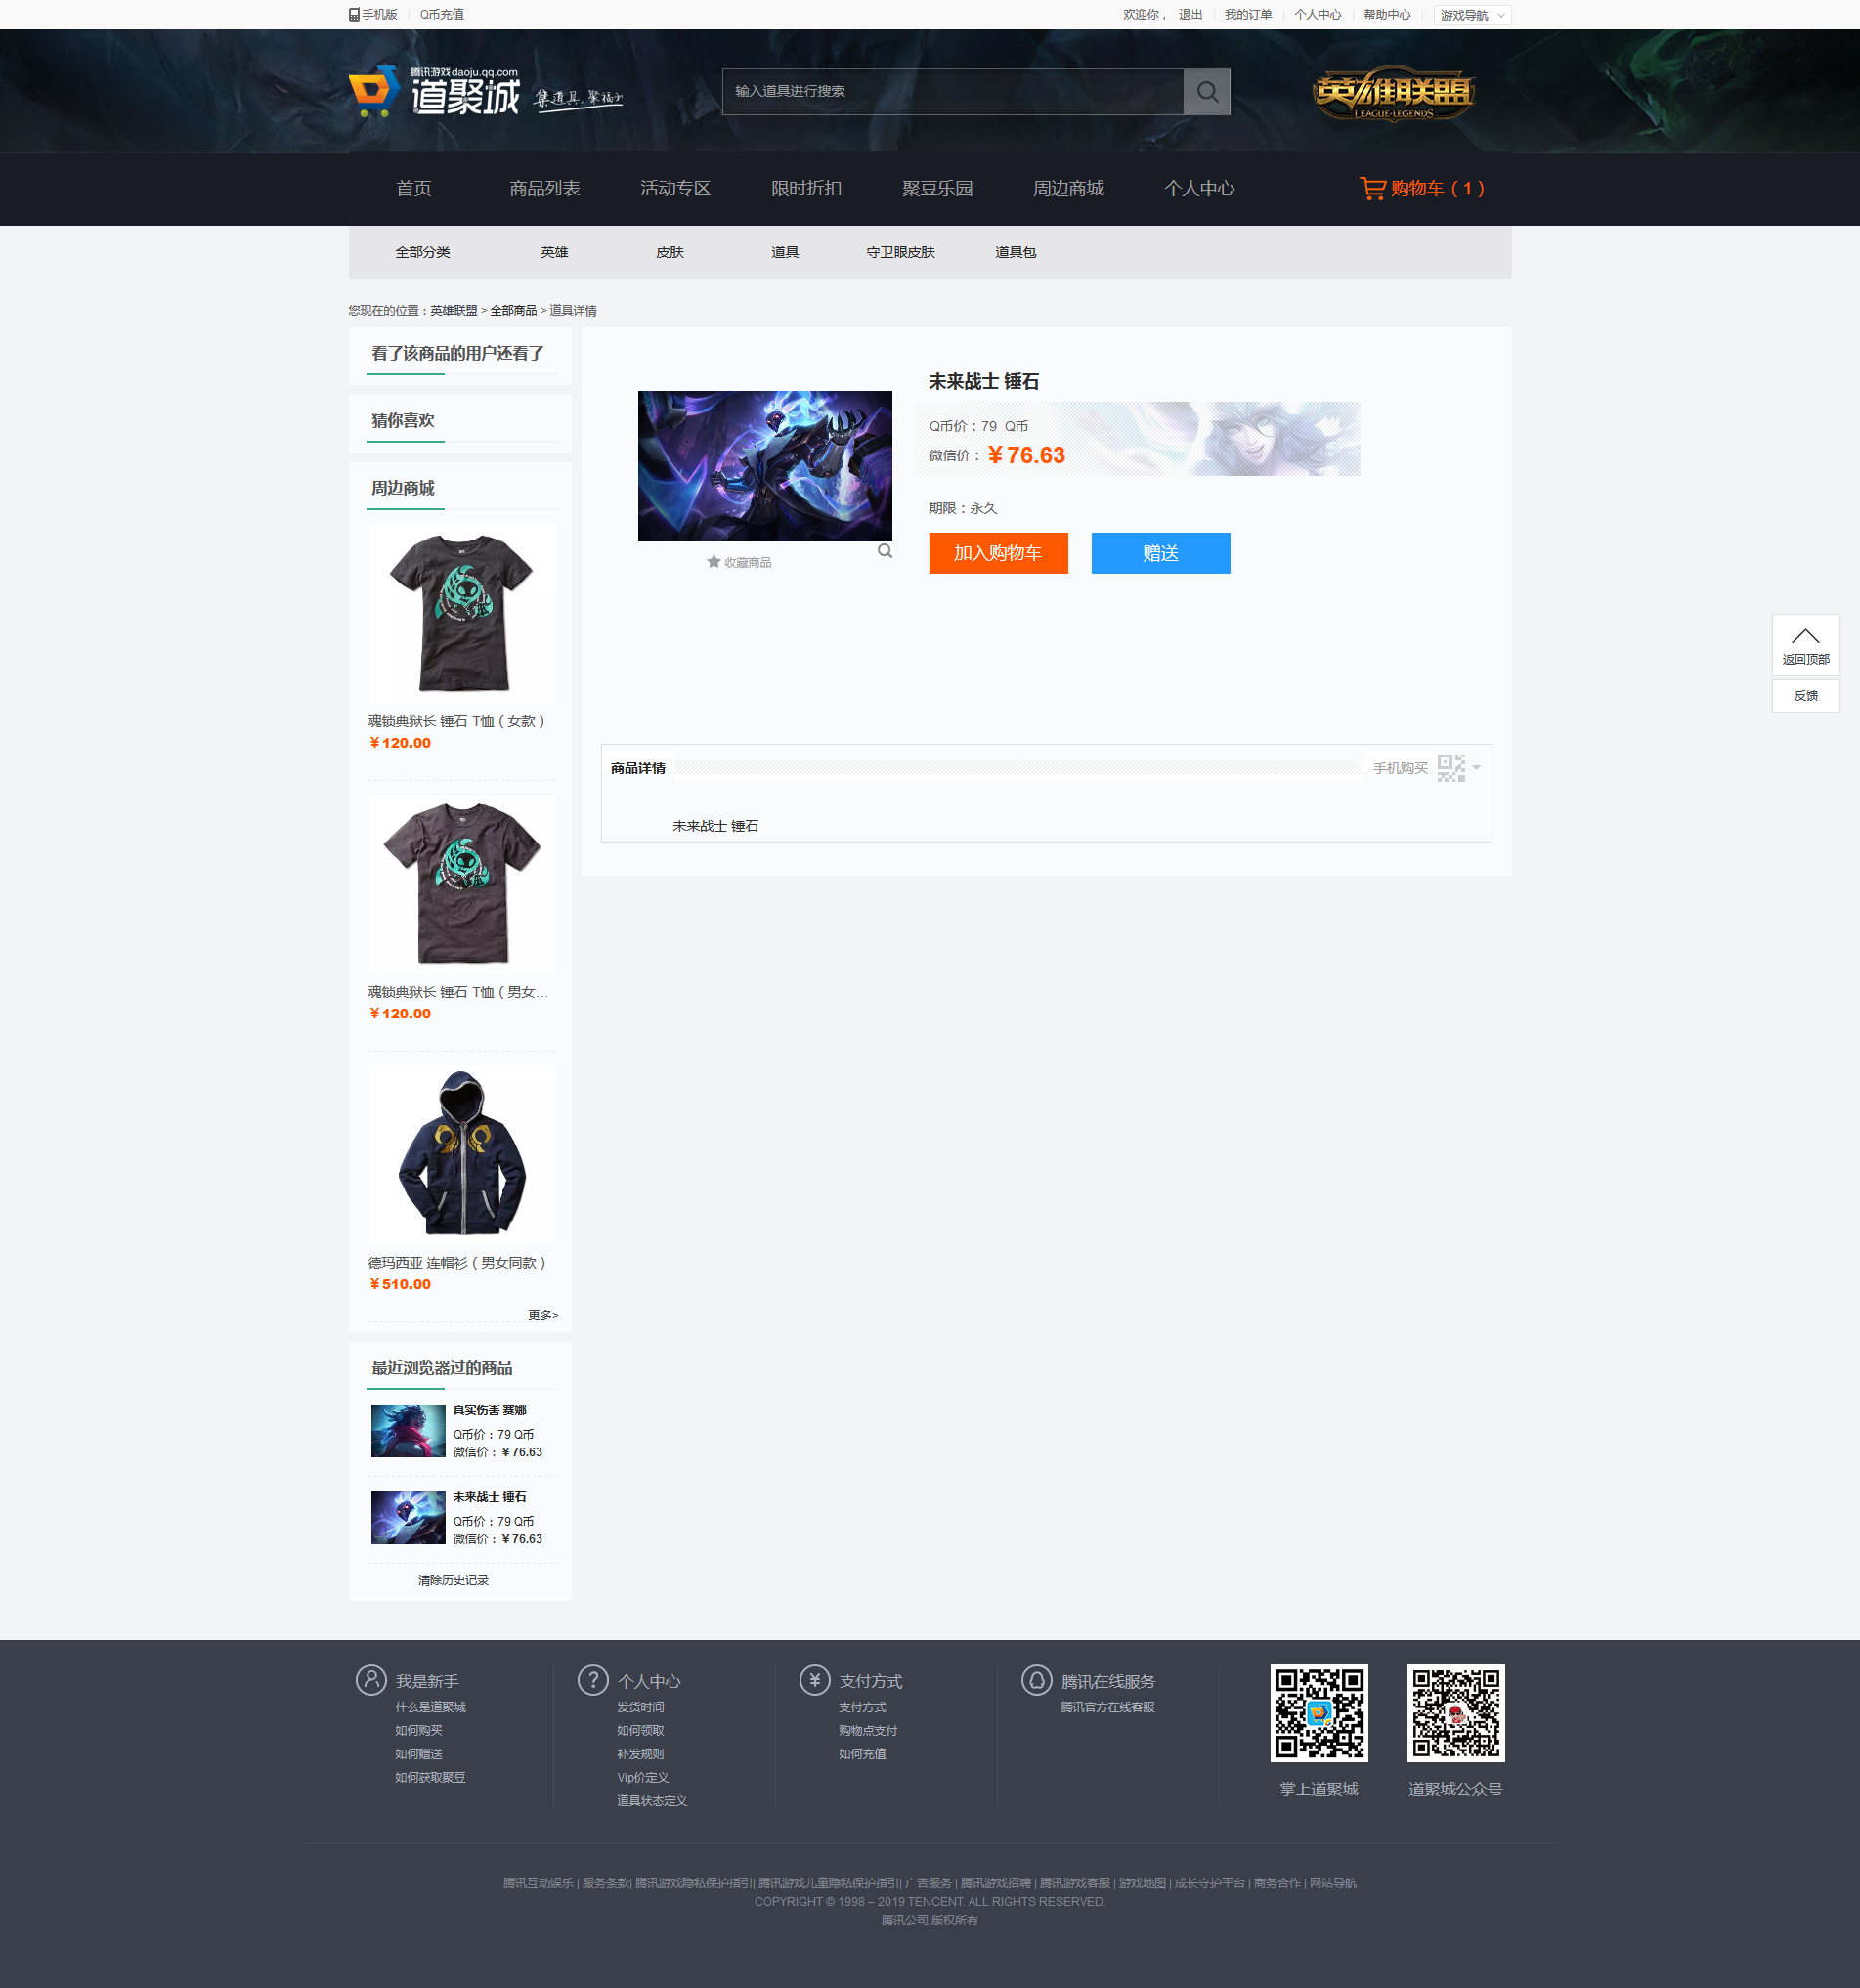 手机版 | Q币充值
欢迎你， 退出 | 我的订单 | 个人中心 | 帮助中心 | 游戏导航
腾讯游戏daoju.qq.com
道聚城 集道具,聚福利
输入道具进行搜索
英雄联盟
LEAGUE OF LEGENDS
首页 商品列表 活动专区 限时折扣 聚豆乐园 周边商城 个人中心 购物车（1）
全部分类 英雄 皮肤 道具 守卫眼皮肤 道具包
您现在的位置：英雄联盟 > 全部商品 > 道具详情
看了该商品的用户还看了
猜你喜欢
周边商城
魂锁典狱长 锤石 T恤（女款）
￥120.00
魂锁典狱长 锤石 T恤（男女...
￥120.00
德玛西亚 连帽衫（男女同款）
￥510.00
更多>
最近浏览器过的商品
真实伤害 赛娜
Q币价：79 Q币
微信价：￥76.63
未来战士 锤石
Q币价：79 Q币
微信价：￥76.63
清除历史记录
未来战士 锤石
Q币价：79 Q币
微信价：￥76.63
期限：永久
加入购物车 赠送
收藏商品
商品详情 手机购买
未来战士 锤石
返回顶部
反馈
我是新手
什么是道聚城
如何购买
如何赠送
如何获取聚豆
个人中心
发货时间
如何领取
补发规则
Vip价定义
道具状态定义
支付方式
支付方式
购物点支付
如何充值
腾讯在线服务
腾讯官方在线客服
掌上道聚城
道聚城公众号
腾讯互动娱乐 | 服务条款| 腾讯游戏隐私保护指引| 腾讯游戏儿童隐私保护指引| 广告服务 | 腾讯游戏招聘 | 腾讯游戏客服 | 游戏地图 | 成长守护平台 | 商务合作 | 网站导航
COPYRIGHT © 1998 – 2019 TENCENT. ALL RIGHTS RESERVED.
腾讯公司 版权所有